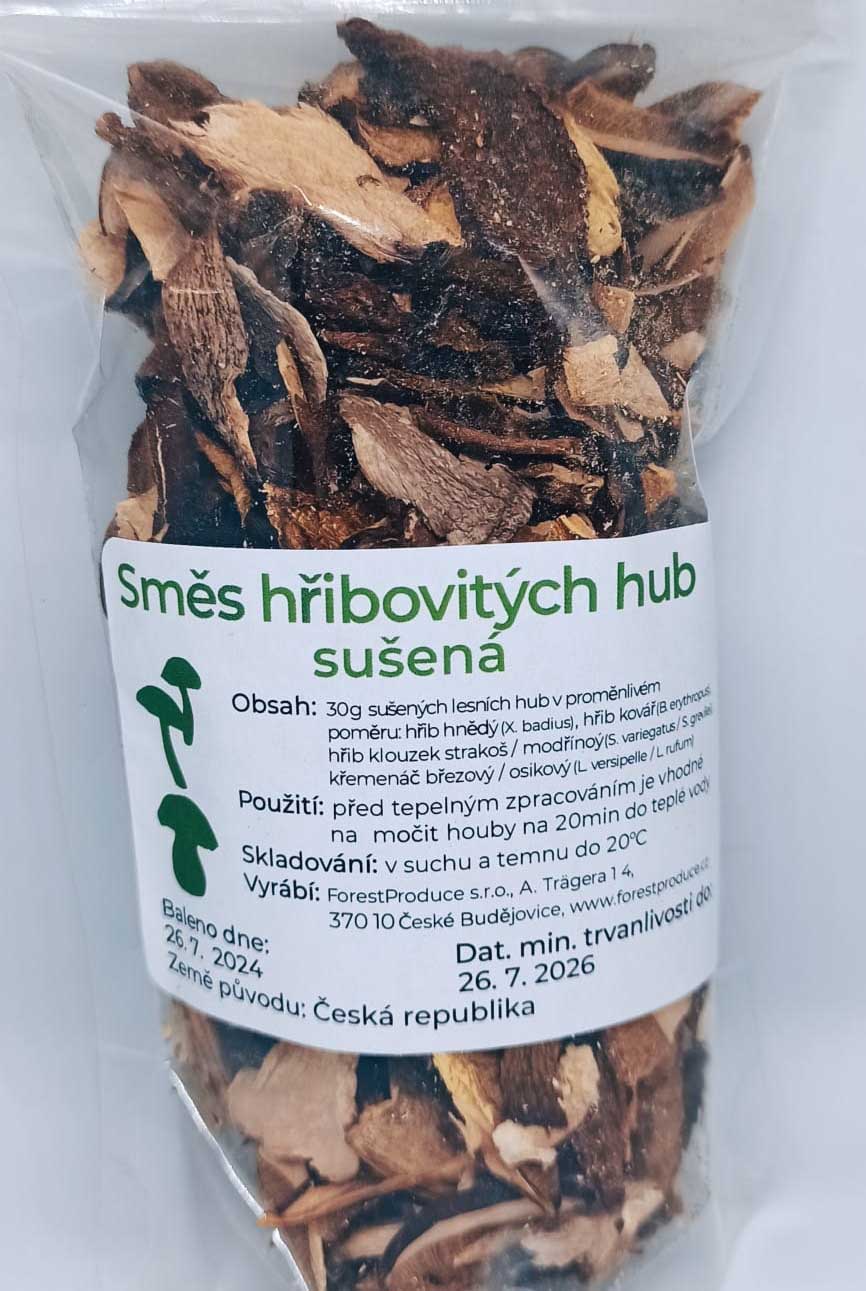 Směs hřibovitých hub
sušená
Obsah: 30g sušených lesních hub v proměnlivém
poměru: hřib hnědý (X. badius), hřib kovář (B. erythropus,
hřib klouzek strakoš / modřínoý (S. variegatus / S.
křemenáč březový / osikový (L. versipelle / L. rufum)
Použití: před tepelným zpracováním je vhodné
na močit houby na 20min do teplé vody
Skladování: v suchu a temnu do 20°C
Vyrábí: ForestProduce s.r.o., A. Trägera 1 4,
370 10 České Budějovice, www.forestproduce.cz
Baleno dne:
26.7. 2024
Dat. min. trvanlivosti do:
26. 7. 2026
Země původu: Česká republika